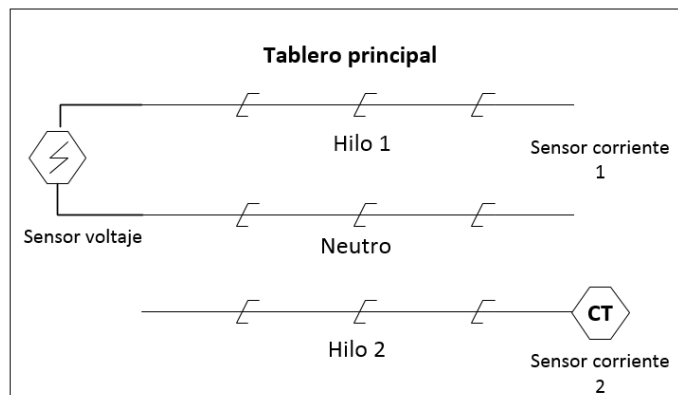 Tablero principal
Hilo 1
Sensor corriente
1
Sensor voltaje
Neutro
CT
Hilo 2
Sensor corriente
2